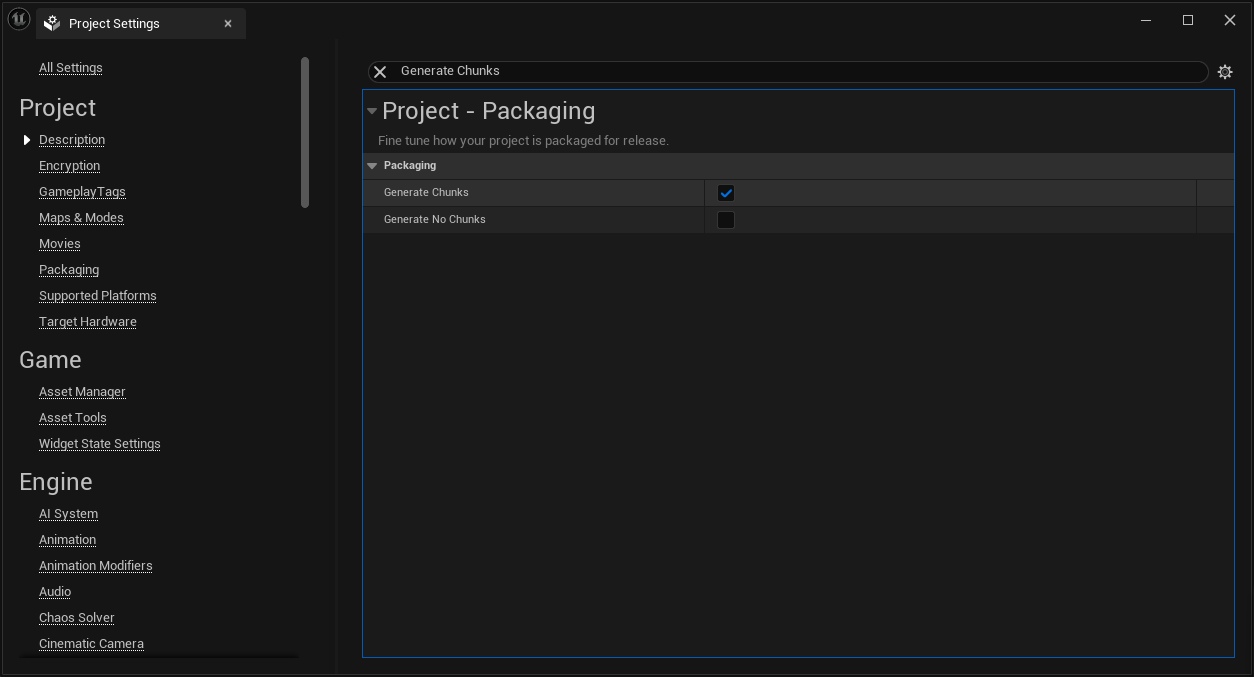 Project Settings
All Settings
Project
Description
Encryption
GameplayTags
Maps & Modes
Movies
Packaging
Supported Platforms
Target Hardware
Game
Asset Manager
Asset Tools
Widget State Settings
Engine
AI System
Animation
Animation Modifiers
Audio
Chaos Solver
Cinematic Camera
Generate Chunks
Project - Packaging
Fine tune how your project is packaged for release.
Packaging
Generate Chunks
Generate No Chunks